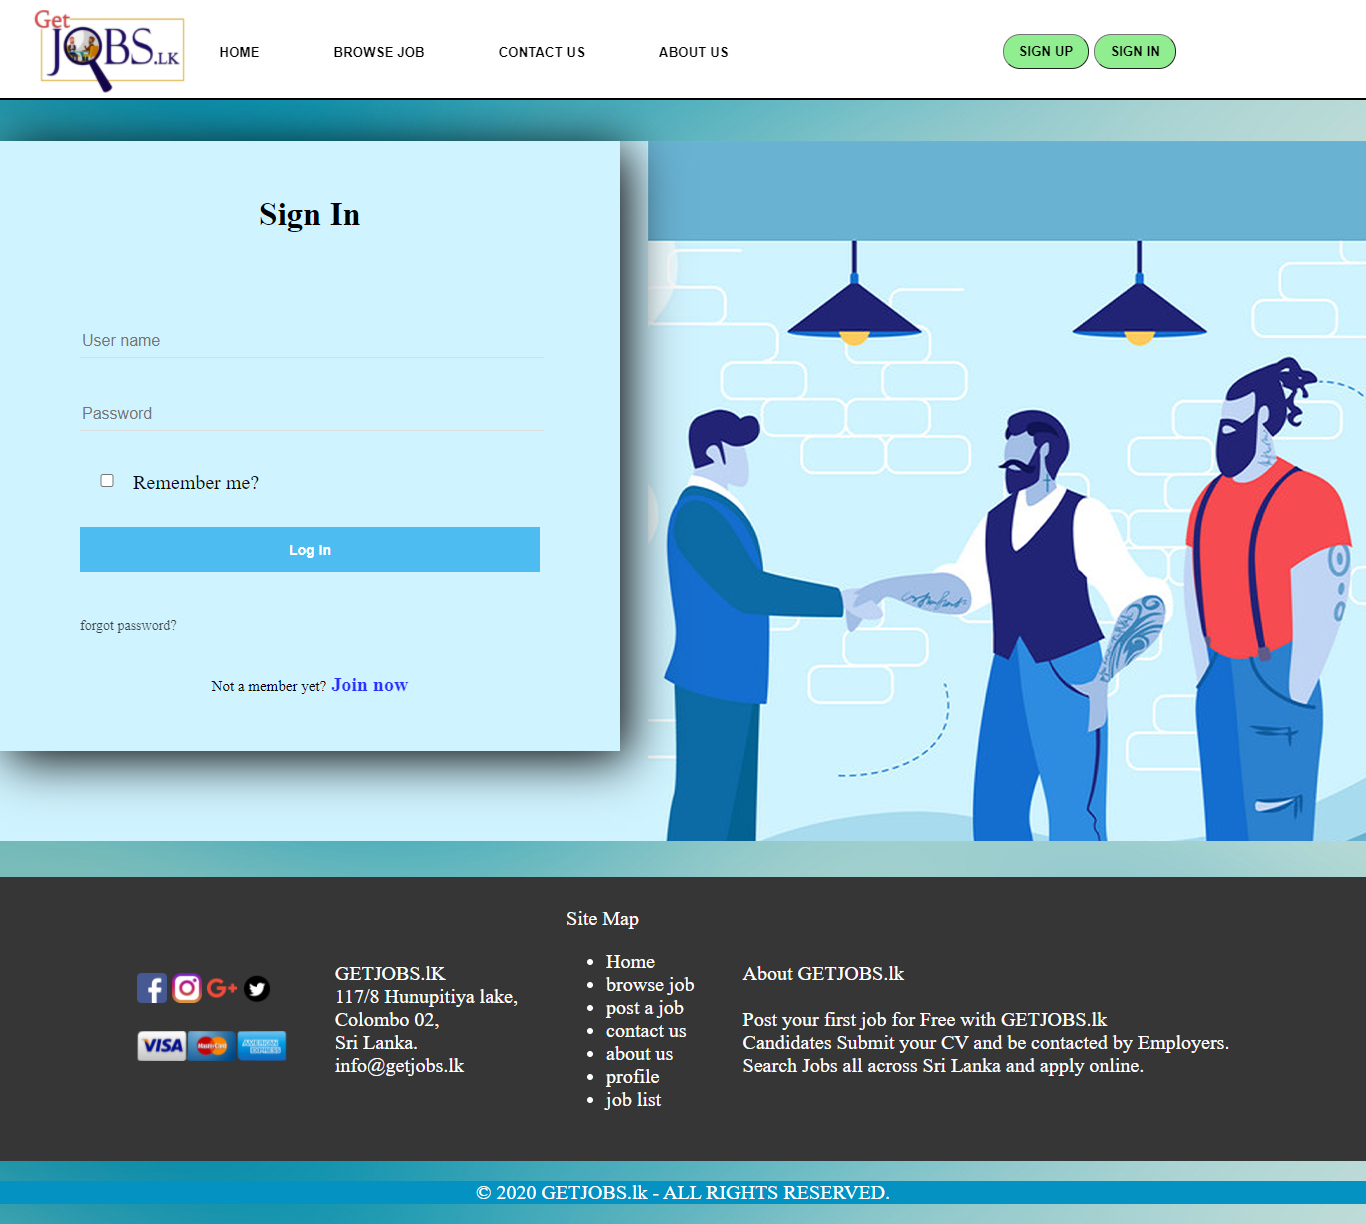 Get
JOBS.LK
HOME
BROWSE JOB
CONTACT US
ABOUT US
SIGN UP
SIGN IN
Sign In
User name
Password
Remember me?
Log In
forgot password?
Not a member yet? Join now
Site Map
Home
browse job
post a job
contact us
about us
profile
job list
VISA
MasterCard
AMERICAN EXPRESS
GETJOBS.lK
117/8 Hunupitiya lake,
Colombo 02,
Sri Lanka.
info@getjobs.lk
About GETJOBS.lk
Post your first job for Free with GETJOBS.lk
Candidates Submit your CV and be contacted by Employers.
Search Jobs all across Sri Lanka and apply online.
© 2020 GETJOBS.lk - ALL RIGHTS RESERVED.